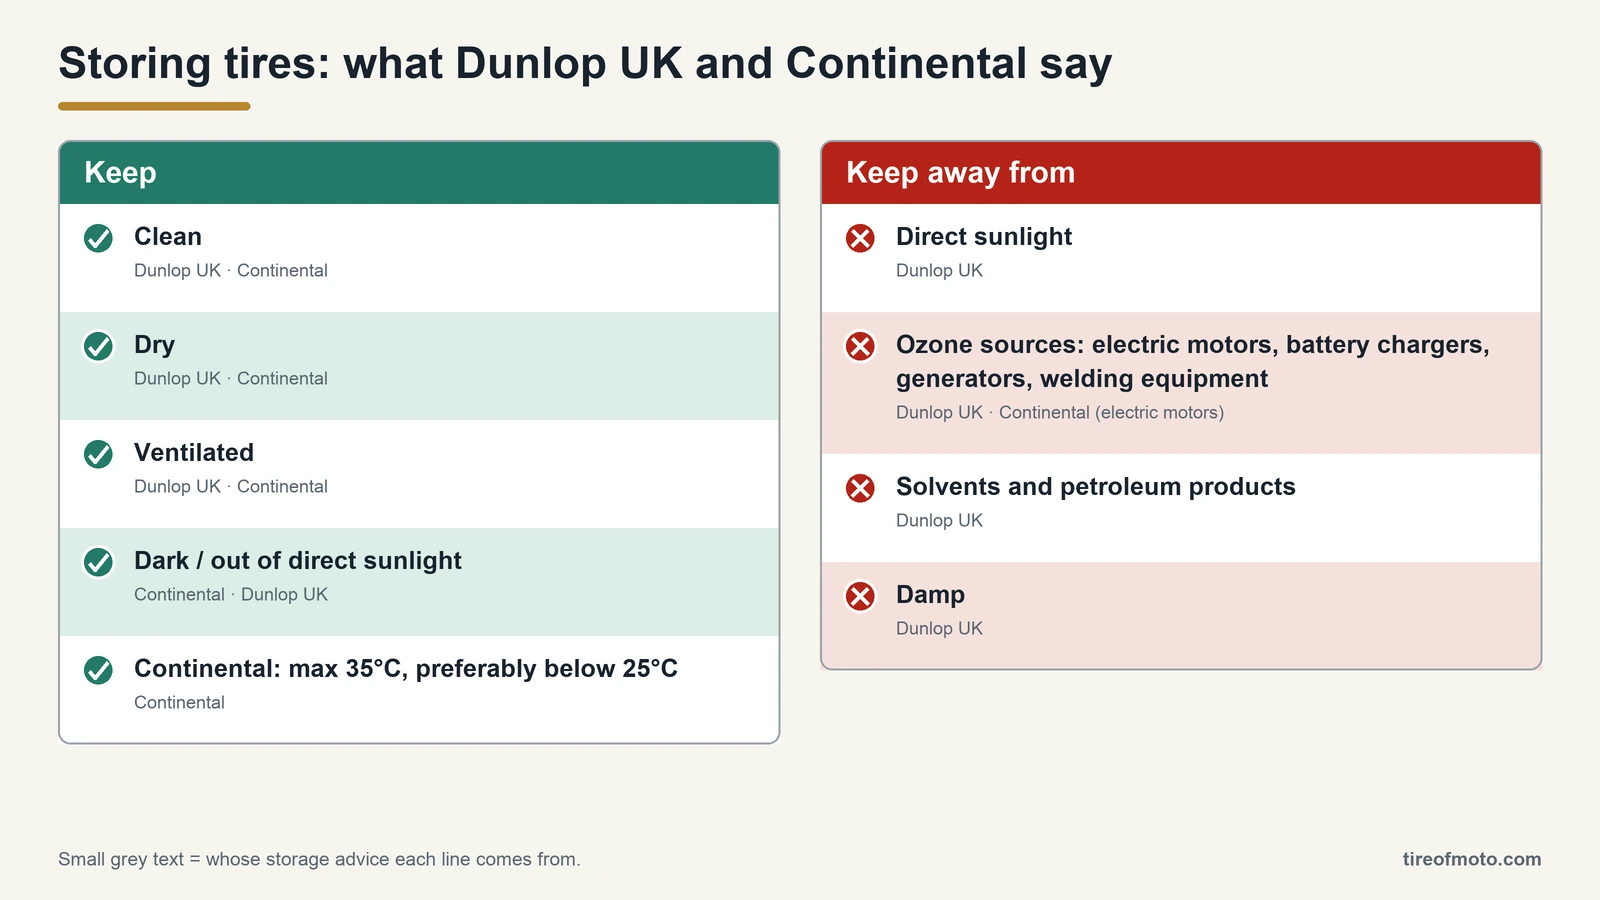 Storing tires: what Dunlop UK and Continental say
Keep
Clean
Dunlop UK · Continental
Dry
Dunlop UK · Continental
Ventilated
Dunlop UK · Continental
Dark / out of direct sunlight
Continental · Dunlop UK
Continental: max 35°C, preferably below 25°C
Continental
Keep away from
Direct sunlight
Dunlop UK
Ozone sources: electric motors, battery chargers,
generators, welding equipment
Dunlop UK · Continental (electric motors)
Solvents and petroleum products
Dunlop UK
Damp
Dunlop UK
Small grey text = whose storage advice each line comes from.
tireofmoto.com